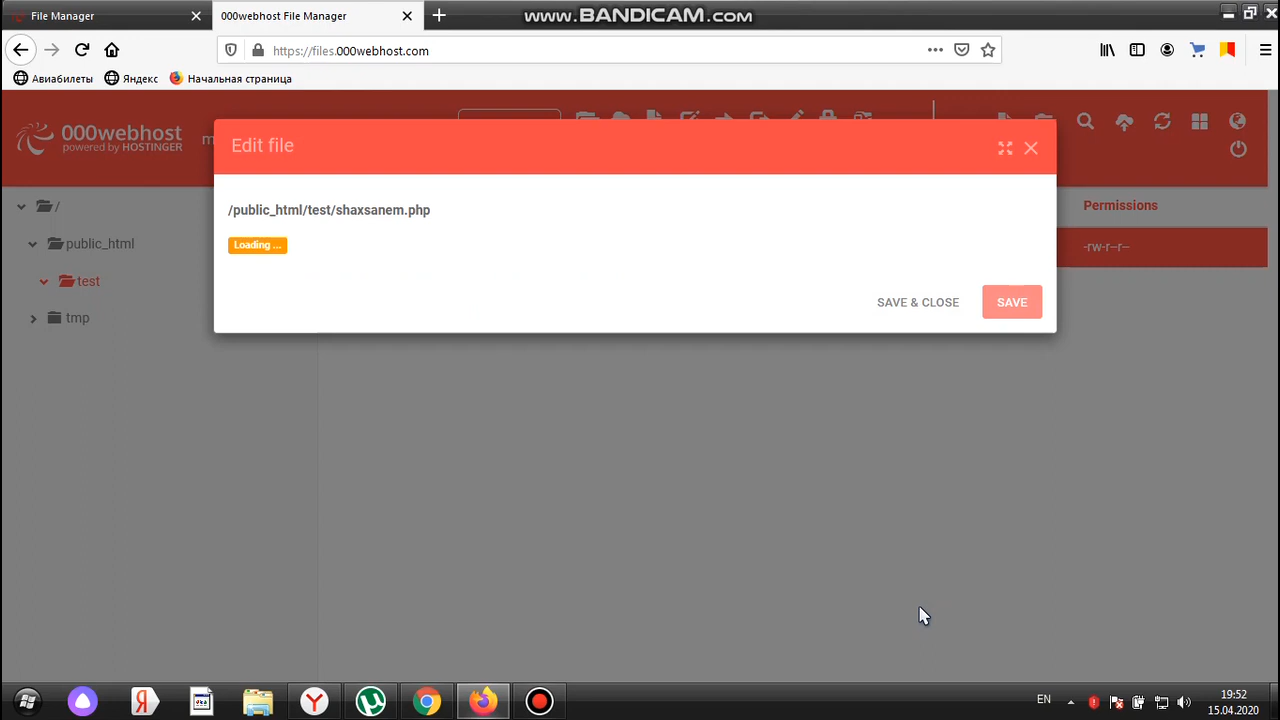 File Manager
000webhost File Manager
www.BANDICAM.com
https://files.000webhost.com
Авиабилеты
Яндекс
Начальная страница
000webhost
powered by HOSTINGER
Edit file
/public_html/test/shaxsanem.php
Loading ...
SAVE & CLOSE
SAVE
/
public_html
test
tmp
Permissions
-rw-r--r--
EN
19:52
15.04.2020